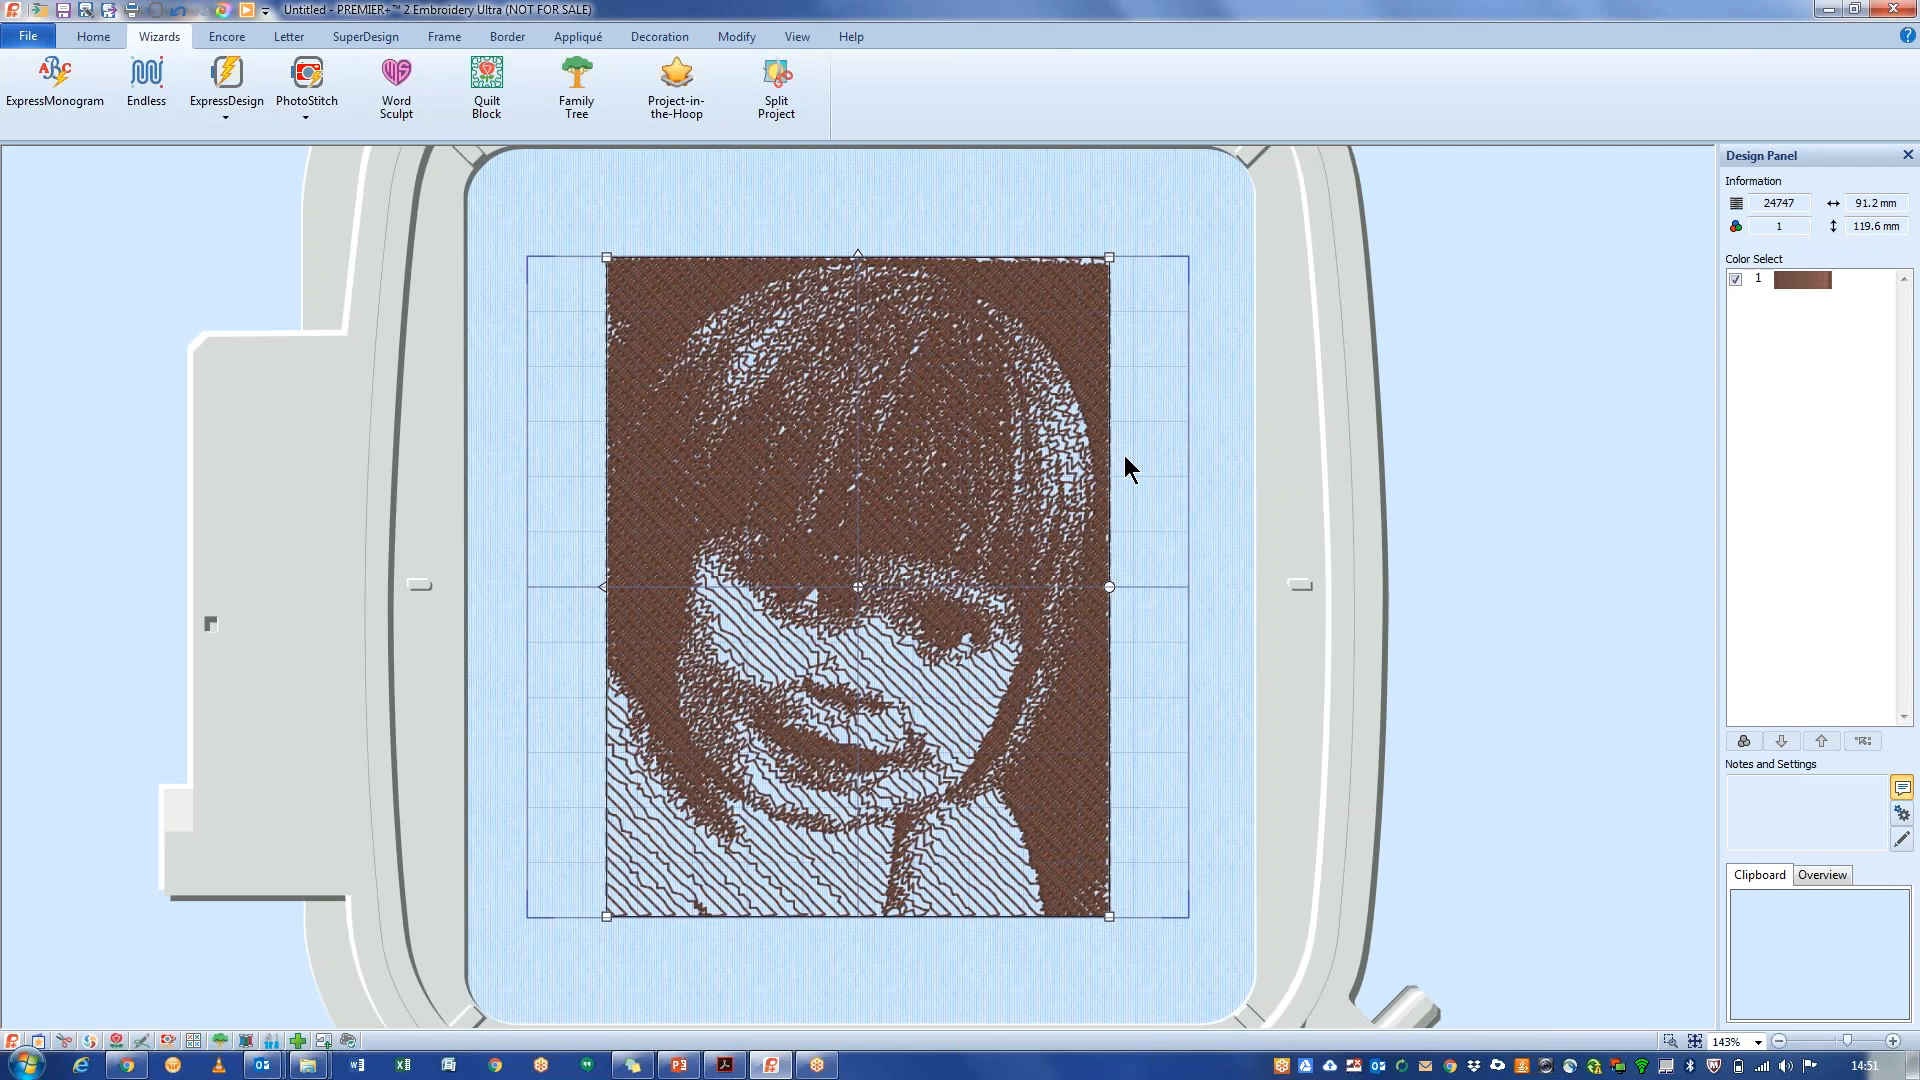 Untitled - PREMIER+™ 2 Embroidery Ultra (NOT FOR SALE)
File Home Wizards Encore Letter SuperDesign Frame Border Appliqué Decoration Modify View Help
ABC
ExpressMonogram
Endless
ExpressDesign
PhotoStitch
WS
Word
Sculpt
Quilt
Block
Family
Tree
Project-in-
the-Hoop
Split
Project
Design Panel
Information
24747 91.2 mm
1 119.6 mm
Color Select
1
Notes and Settings
Clipboard Overview
143%
14:51